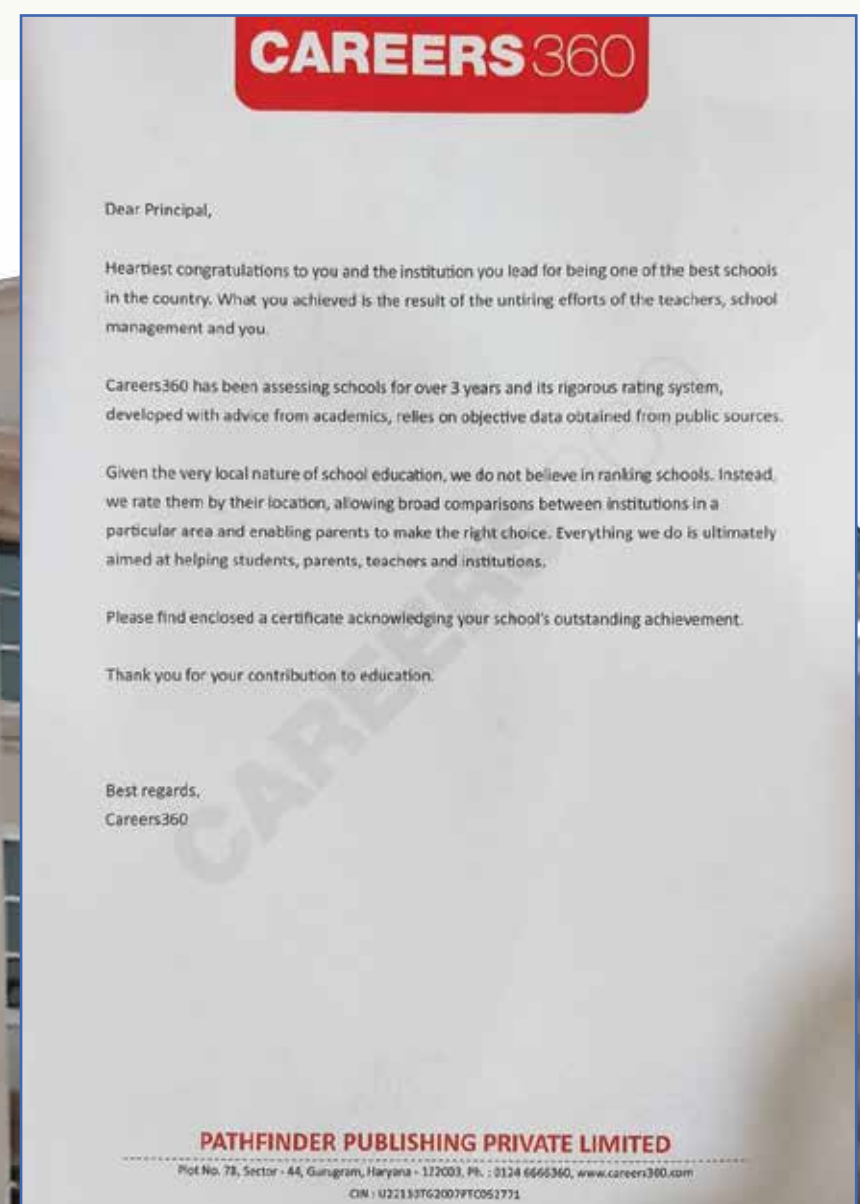 CAREERS360
Dear Principal,
Heartiest congratulations to you and the institution you lead for being one of the best schools
in the country. What you achieved is the result of the untiring efforts of the teachers, school
management and you.
Careers360 has been assessing schools for over 3 years and its rigorous rating system,
developed with advice from academics, relies on objective data obtained from public sources.
Given the very local nature of school education, we do not believe in ranking schools. Instead,
we rate them by their location, allowing broad comparisons between institutions in a
particular area and enabling parents to make the right choice. Everything we do is ultimately
aimed at helping students, parents, teachers and institutions.
Please find enclosed a certificate acknowledging your school's outstanding achievement.
Thank you for your contribution to education.
Best regards,
Careers360
CAREERS360
PATHFINDER PUBLISHING PRIVATE LIMITED
Plot No. 78, Sector - 44, Gurugram, Haryana - 122003, Ph. : 0124 6665360, www.careers360.com
CIN :